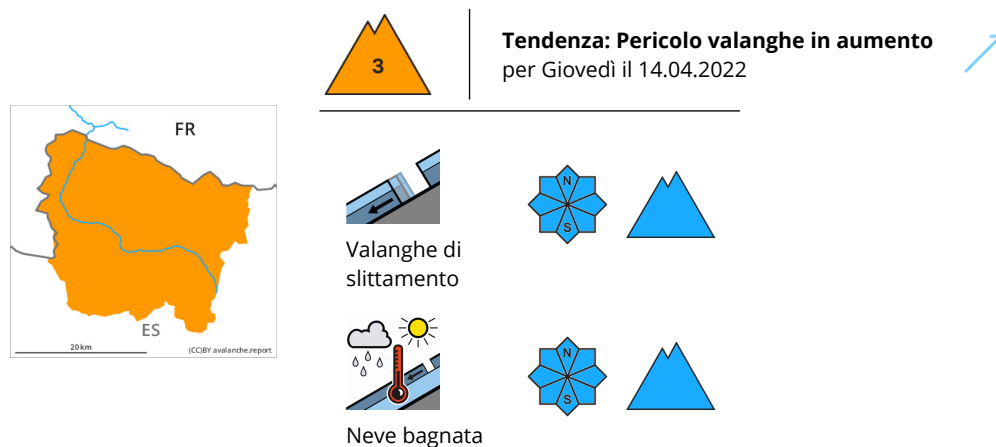 3
Tendenza: Pericolo valanghe in aumento
per Giovedì il 14.04.2022
FR
ES
20 km
(CC)BY avalanche.report
N
S
Valanghe di
slittamento
N
S
Neve bagnata